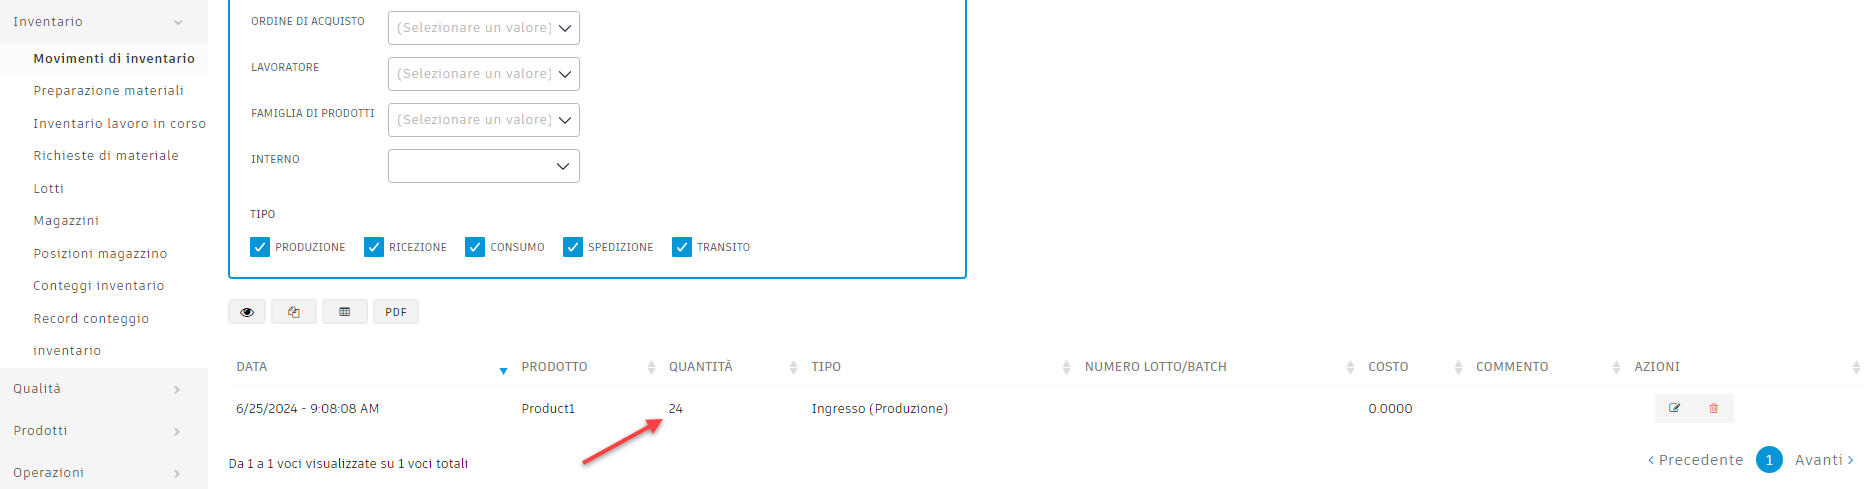 Inventario
Movimenti di inventario
Preparazione materiali
Inventario lavoro in corso
Richieste di materiale
Lotti
Magazzini
Posizioni magazzino
Conteggi inventario
Record conteggio
inventario
Qualità
Prodotti
Operazioni
ORDINE DI ACQUISTO (Selezionare un valore)
LAVORATORE (Selezionare un valore)
FAMIGLIA DI PRODOTTI (Selezionare un valore)
INTERNO
TIPO
PRODUZIONE RICEZIONE CONSUMO SPEDIZIONE TRANSITO
PDF
DATA PRODOTTO QUANTITÀ TIPO NUMERO LOTTO/BATCH COSTO COMMENTO AZIONI
6/25/2024 - 9:08:08 AM Product1 24 Ingresso (Produzione) 0.0000
Da 1 a 1 voci visualizzate su 1 voci totali
Precedente 1 Avanti